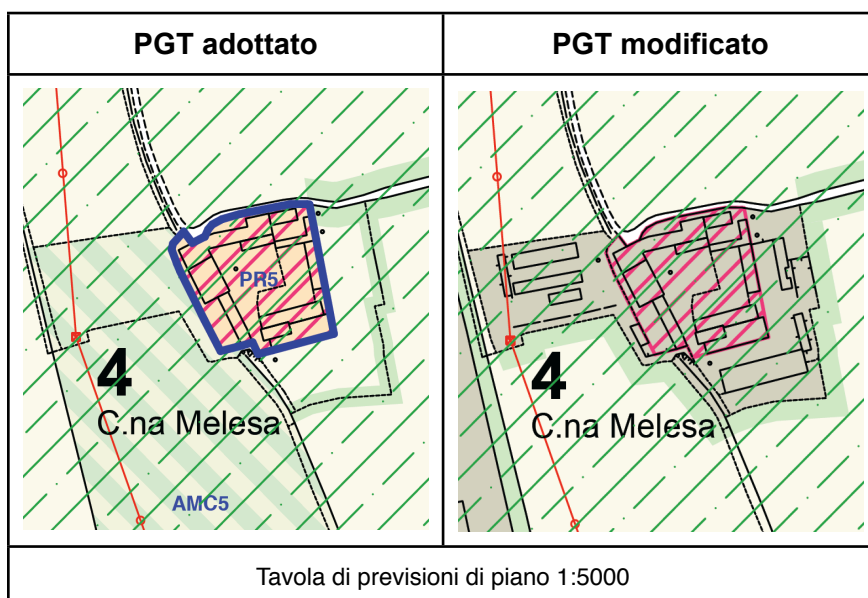 PGT adottato
PGT modificato
PR5
4
C.na Melesa
AMC5
4
C.na Melesa
Tavola di previsioni di piano 1:5000